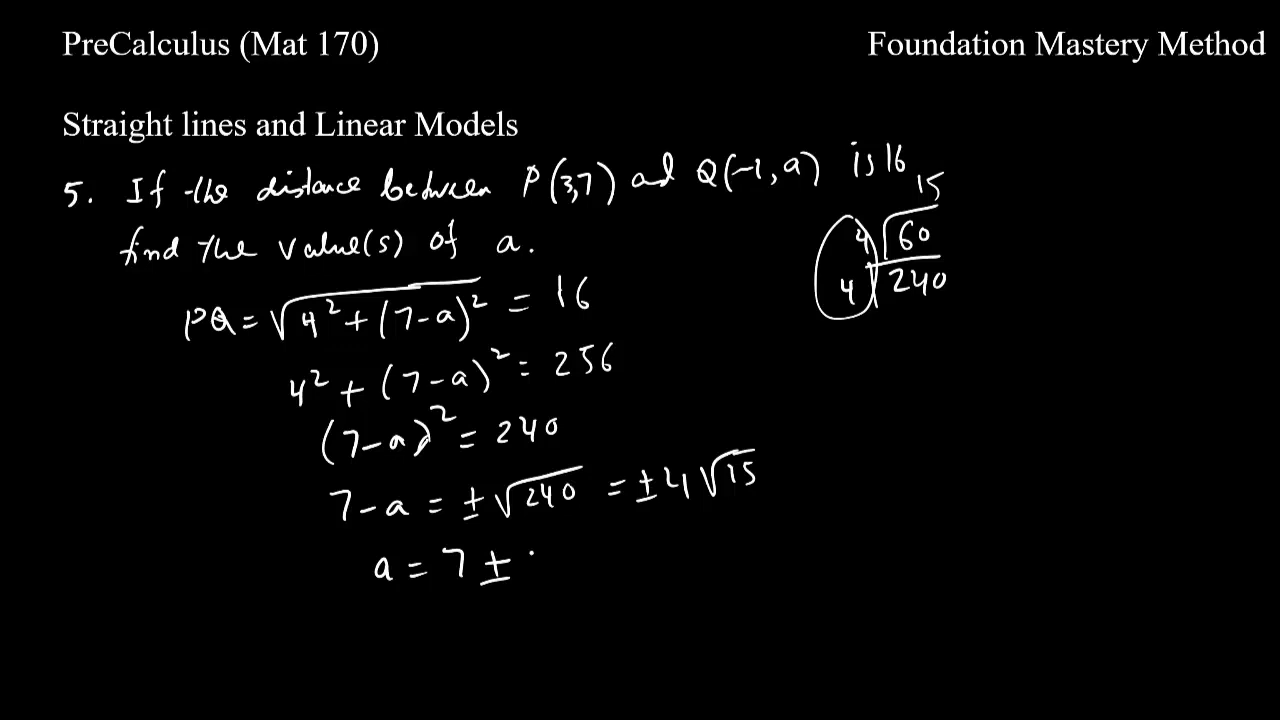 PreCalculus (Mat 170)
Foundation Mastery Method
Straight lines and Linear Models
5. If the distance between P(3,7) and Q(-1, a) is 16
find the value(s) of a.
15
4 √60
4 | 240
PQ = √(4² + (7-a)²) = 16
4² + (7-a)² = 256
(7-a)² = 240
7-a = ±√240 = ±4√15
a = 7 ±